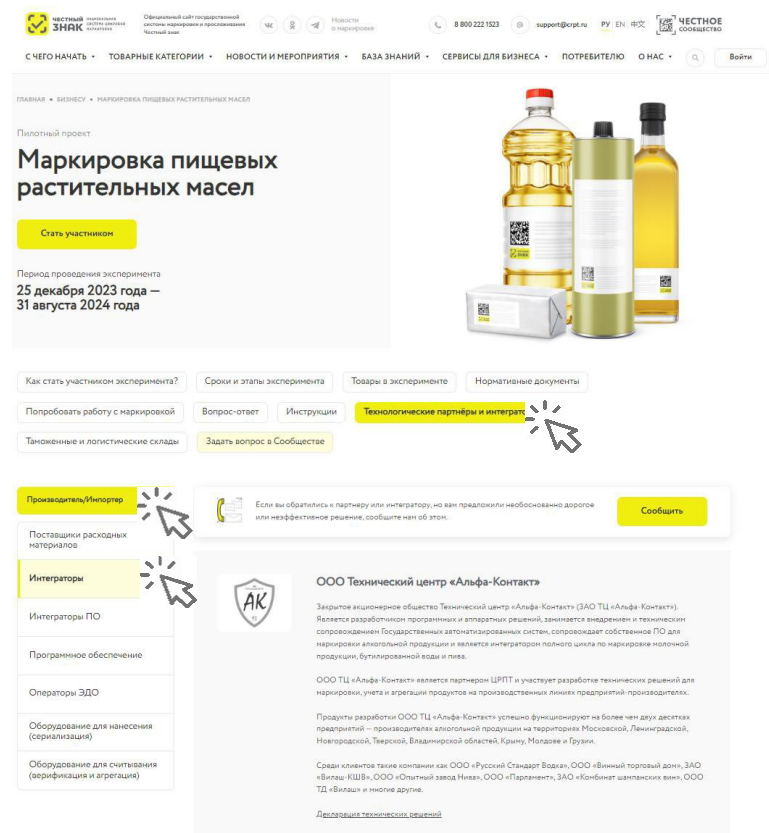 ЧЕСТНЫЙ ЗНАК
НАЦИОНАЛЬНАЯ СИСТЕМА ЦИФРОВОЙ МАРКИРОВКИ
Официальный сайт государственной системы маркировки и прослеживания Честный знак
Новости о маркировке
8 800 222 1523
support@crpt.ru
РУ EN 中文
ЧЕСТНОЕ СООБЩЕСТВО
С ЧЕГО НАЧАТЬ • ТОВАРНЫЕ КАТЕГОРИИ • НОВОСТИ И МЕРОПРИЯТИЯ • БАЗА ЗНАНИЙ • СЕРВИСЫ ДЛЯ БИЗНЕСА • ПОТРЕБИТЕЛЮ О НАС • Войти
ГЛАВНАЯ • БИЗНЕСУ • МАРКИРОВКА ПИЩЕВЫХ РАСТИТЕЛЬНЫХ МАСЕЛ
Пилотный проект
Маркировка пищевых
растительных масел
Стать участником
Период проведения эксперимента
25 декабря 2023 года —
31 августа 2024 года
Как стать участником эксперимента? Сроки и этапы эксперимента Товары в эксперименте Нормативные документы
Попробовать работу с маркировкой Вопрос-ответ Инструкции Технологические партнёры и интеграто
Таможенные и логистические склады Задать вопрос в Сообществе
Производитель/Импортер
Если вы обратились к партнеру или интегратору, но вам предложили необоснованно дорогое
или неэффективное решение, сообщите нам об этом.
Сообщить
Поставщики расходных
материалов
Интеграторы
Интеграторы ПО
Программное обеспечение
Операторы ЭДО
Оборудование для нанесения
(сериализация)
Оборудование для считывания
(верификация и агрегация)
АК
ООО Технический центр «Альфа-Контакт»
Закрытое акционерное общество Технический центр «Альфа-Контакт» (ЗАО ТЦ «Альфа-Контакт»).
Является разработчиком программных и аппаратных решений, занимается внедрением и техническим
сопровождением Государственных автоматизированных систем, сопровождает собственное ПО для
маркировки алкогольной продукции и является интегратором полного цикла по маркировке молочной
продукции, бутилированной воды и пива.
ООО ТЦ «Альфа-Контакт» является партнером ЦРПТ и участвует разработке технических решений для
маркировки, учета и агрегации продуктов на производственных линиях предприятий-производителей.
Продукты разработки ООО ТЦ «Альфа-Контакт» успешно функционируют на более чем двух десятках
предприятий — производителях алкогольной продукции на территориях Московской, Ленинградской,
Новгородской, Тверской, Владимирской областей, Крыму, Молдове и Грузии.
Среди клиентов такие компании как ООО «Русский Стандарт Водка», ООО «Винный торговый дом», ЗАО
«Вилаш-КШВ», ООО «Опытный завод Нива», ООО «Парламент», ЗАО «Комбинат шампанских вин», ООО
ТД «Вилаш» и многие другие.
Декларация технических решений